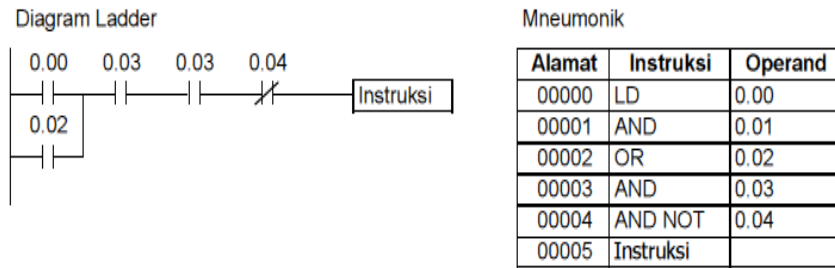 Diagram Ladder
0.00 0.03 0.03 0.04
Instruksi
0.02
Mneumonik
Alamat Instruksi Operand
00000 LD 0.00
00001 AND 0.01
00002 OR 0.02
00003 AND 0.03
00004 AND NOT 0.04
00005 Instruksi